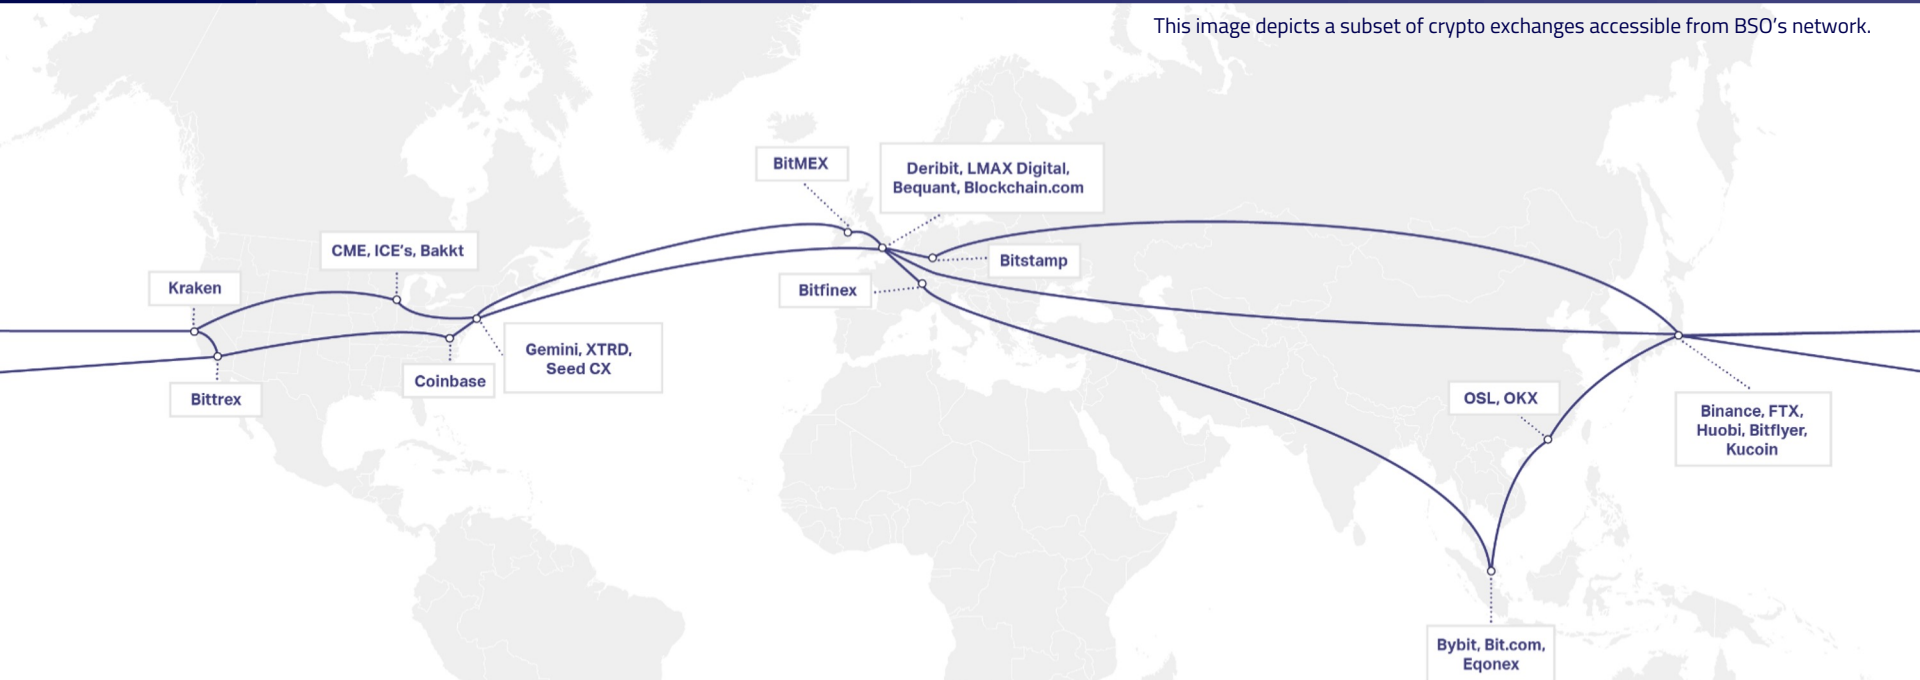 This image depicts a subset of crypto exchanges accessible from BSO's network.
BitMEX
Deribit, LMAX Digital,
Bequant, Blockchain.com
CME, ICE's, Bakkt
Bitstamp
Kraken
Bitfinex
Gemini, XTRD,
Seed CX
Coinbase
Bittrex
OSL, OKX
Binance, FTX,
Huobi, Bitflyer,
Kucoin
Bybit, Bit.com,
Eqonex